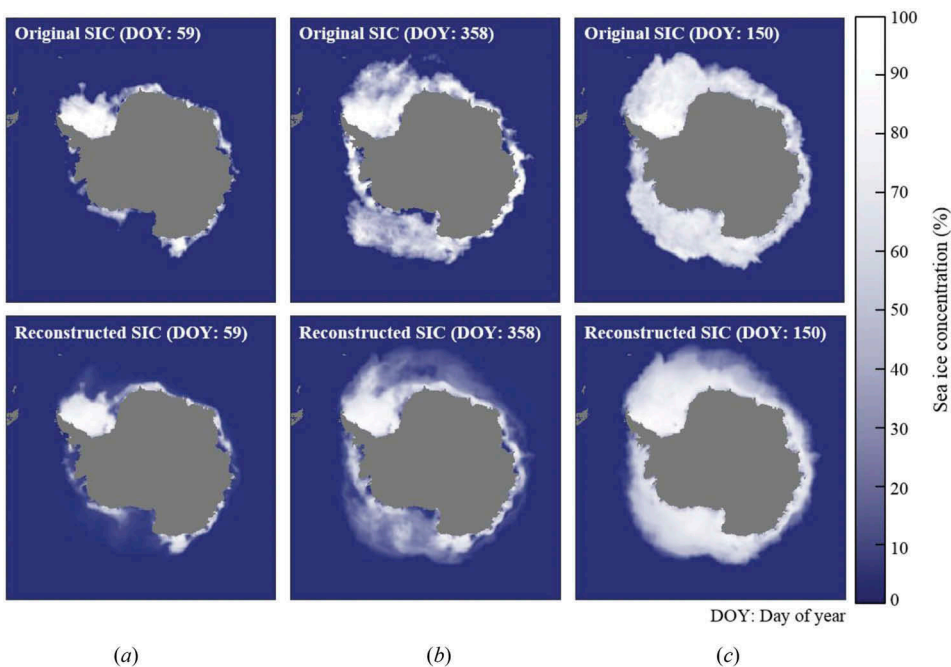 Original SIC (DOY: 59)
Original SIC (DOY: 358)
Original SIC (DOY: 150)
Reconstructed SIC (DOY: 59)
Reconstructed SIC (DOY: 358)
Reconstructed SIC (DOY: 150)
100
90
80
70
60
50
40
30
20
10
0
Sea ice concentration (%)
DOY: Day of year
(a)
(b)
(c)